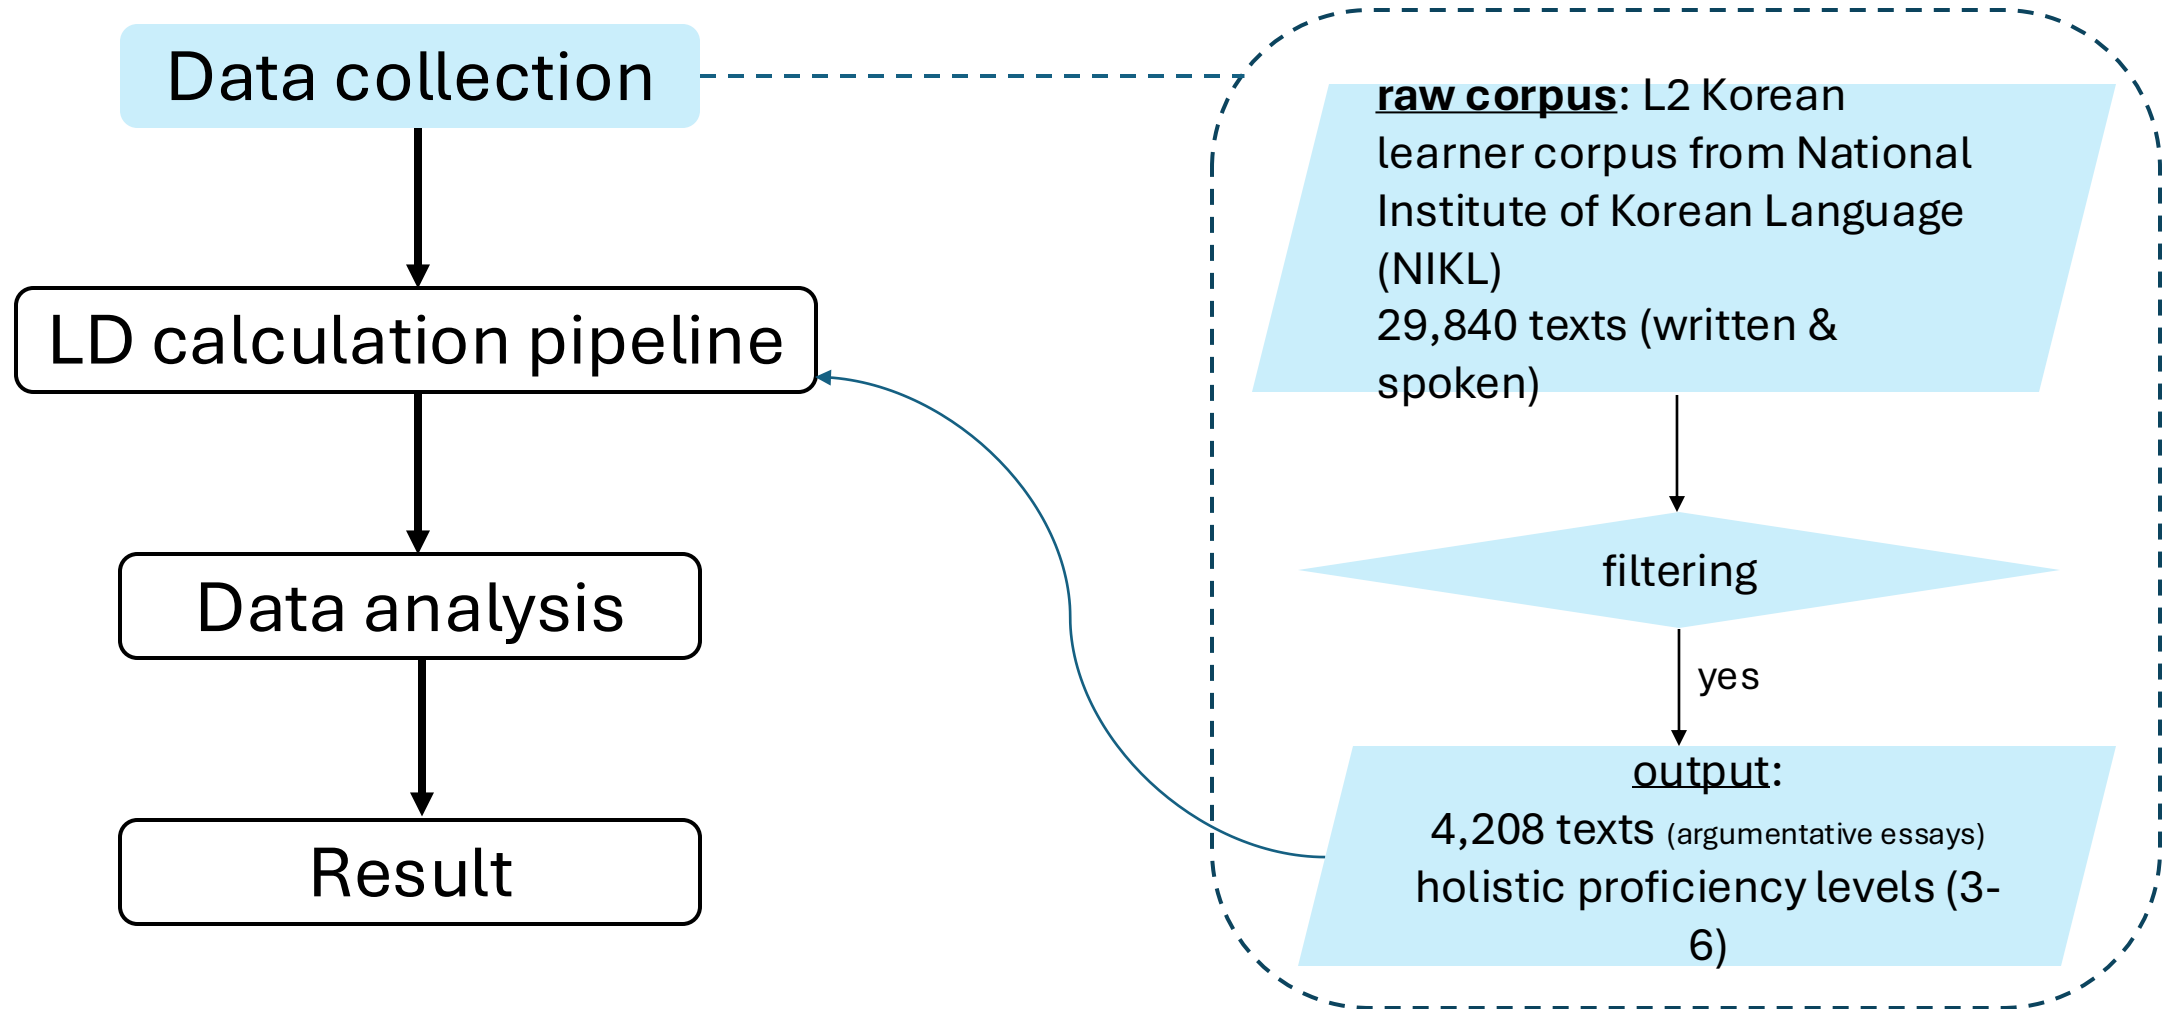 Data collection
LD calculation pipeline
Data analysis
Result
raw corpus: L2 Korean
learner corpus from National
Institute of Korean Language
(NIKL)
29,840 texts (written &
spoken)
filtering
yes
output:
4,208 texts (argumentative essays)
holistic proficiency levels (3-
6)